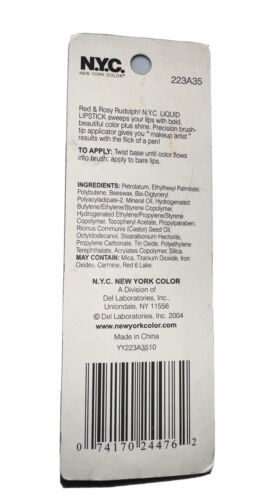 N.Y.C.
NEW YORK COLOR®
223A35
Red & Rosy Rudolph! N.Y.C. LIQUID
LIPSTICK sweeps your lips with bold,
beautiful color plus shine. Precision brush-
lip applicator gives you "makeup artist"
results with the flick of a pen!
TO APPLY: Twist base until color flows
into brush; apply to bare lips.
INGREDIENTS: Petrolatum, Ethylhexyl Palmitate,
Polybutene, Beeswax, Bis-Diglyceryl
Polyacyladipate-2, Mineral Oil, Hydrogenated
Butylene/Ethylene/Styrene Copolymer,
Hydrogenated Ethylene/Propylene/Styrene
Copolymer, Tocopheryl Acetate, Propylparaben,
Ricinus Communis (Castor) Seed Oil,
Octyldodecanol, Stearalkonium Hectorite,
Propylene Carbonate, Tin Oxide, Polyethylene
Terephthalate, Acrylates Copolymer, Silica.
MAY CONTAIN: Mica, Titanium Dioxide, Iron
Oxides, Carmine, Red 6 Lake.
N.Y.C. NEW YORK COLOR
A Division of
Del Laboratories, Inc.,
Uniondale, NY 11556
© Del Laboratories, Inc. 2004
www.newyorkcolor.com
Made in China
YY223A3510
0 74170 24476 2